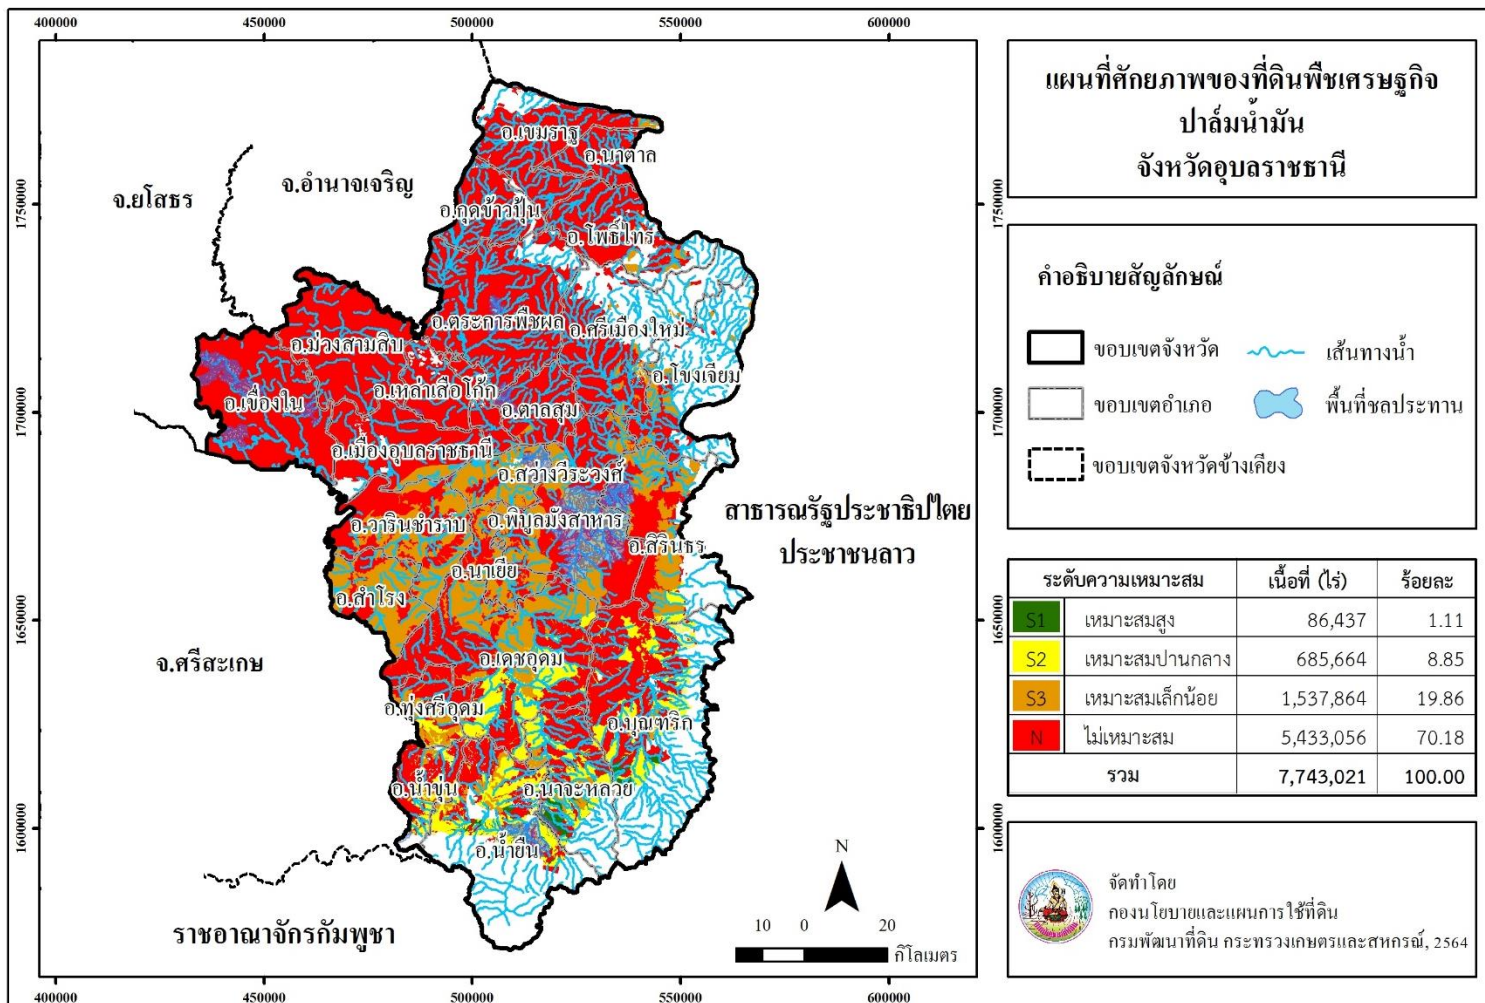 400000 450000 500000 550000 600000
แผนที่ศักยภาพของที่ดินพืชเศรษฐกิจ
ปาล์มน้ำมัน
จังหวัดอุบลราชธานี
1750000
1700000
1650000
1600000
1750000
1700000
1650000
1600000
จ.ยโสธร
จ.อำนาจเจริญ
จ.ศรีสะเกษ
ราชอาณาจักรกัมพูชา
สาธารณรัฐประชาธิปไตย
ประชาชนลาว
อ.เขมราฐ
อ.นาตาล
อ.กุดข้าวปุ้น
อ.โพธิ์ไทร
อ.ตระการพืชผล
อ.ศรีเมืองใหม่
อ.ม่วงสามสิบ
อ.โขงเจียม
อ.เหล่าเสือโก้ก
อ.เขื่องใน
อ.ตาลสุม
อ.เมืองอุบลราชธานี
อ.สว่างวีระวงศ์
อ.วารินชำราบ
อ.พิบูลมังสาหาร
อ.สิรินธร
อ.นาเยีย
อ.สำโรง
อ.เดชอุดม
อ.ทุ่งศรีอุดม
อ.บุณฑริก
อ.น้ำขุ่น
อ.นาจะหลวย
อ.น้ำยืน
N
10 0 20
กิโลเมตร
400000 450000 500000 550000 600000
คำอธิบายสัญลักษณ์
ขอบเขตจังหวัด เส้นทางน้ำ
ขอบเขตอำเภอ พื้นที่ชลประทาน
ขอบเขตจังหวัดข้างเคียง
ระดับความเหมาะสม เนื้อที่ (ไร่) ร้อยละ
S1 เหมาะสมสูง 86,437 1.11
S2 เหมาะสมปานกลาง 685,664 8.85
S3 เหมาะสมเล็กน้อย 1,537,864 19.86
N ไม่เหมาะสม 5,433,056 70.18
รวม 7,743,021 100.00
จัดทำโดย
กองนโยบายและแผนการใช้ที่ดิน
กรมพัฒนาที่ดิน กระทรวงเกษตรและสหกรณ์, 2564